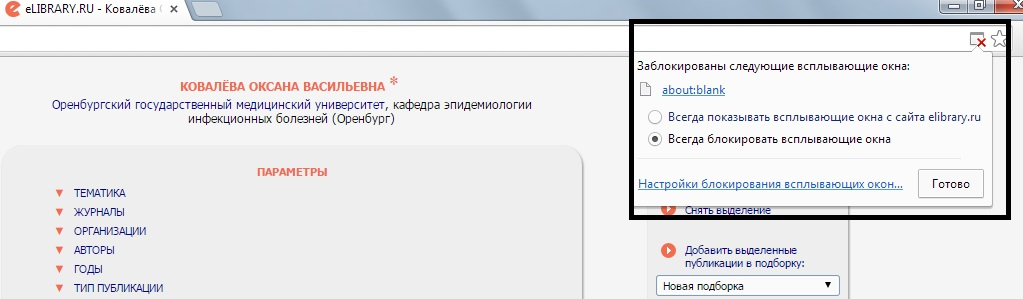 eLIBRARY.RU - Ковалёва
Заблокированы следующие всплывающие окна:
about:blank
Всегда показывать всплывающие окна с сайта elibrary.ru
Всегда блокировать всплывающие окна
Настройки блокирования всплывающих окон...
Готово
КОВАЛЁВА ОКСАНА ВАСИЛЬЕВНА *
Оренбургский государственный медицинский университет, кафедра эпидемиологии
инфекционных болезней (Оренбург)
ПАРАМЕТРЫ
ТЕМАТИКА
ЖУРНАЛЫ
ОРГАНИЗАЦИИ
АВТОРЫ
ГОДЫ
ТИП ПУБЛИКАЦИИ
Снять выделение
Добавить выделенные
публикации в подборку:
Новая подборка